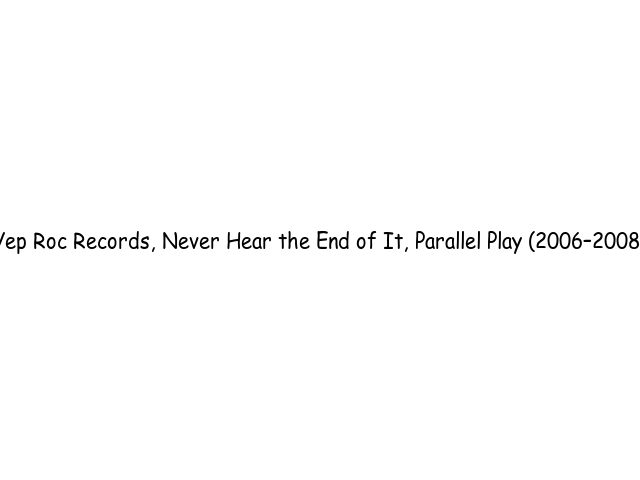 Yep Roc Records, Never Hear the End of It, Parallel Play (2006–2008